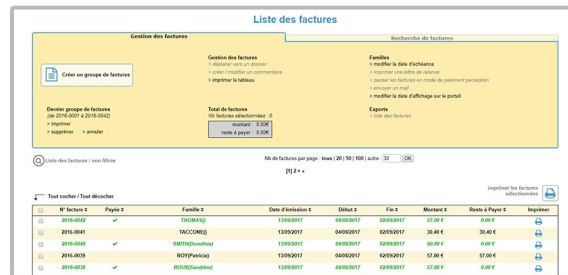 Liste des factures
Gestion des factures
Recherche de factures
Créer un groupe de factures
Gestion des factures
> déplacer vers un dossier
> créer / modifier un commentaire
> imprimer le tableau
Familles
> modifier la date d'échéance
> imprimer une lettre de relance
> passer les factures en mode de paiement perception
> envoyer un mail
> modifier la date d'affichage sur le portail
Dernier groupe de factures
(de 2016-0001 à 2016-0042)
> imprimer
> supprimer > annuler
Total de factures
Nb factures sélectionnées : 0
montant : 0.00€
reste à payer : 0.00€
Exports
> liste des factures
Liste des factures : non filtrée
Nb de factures par page : tous | 20 | 50 | 100 | autre : 30 OK
[1] 2 > »
Imprimer les factures sélectionnées
Tout cocher / Tout décocher
N° facture Payée Famille Date d'émission Début Fin Montant Reste à Payer Imprimer
2016-0042 THOMAS() 13/09/2017 04/08/2017 02/09/2017 57.00 € 0.00 €
2016-0041 TACCONE() 13/09/2017 04/08/2017 02/09/2017 30.40 € 30.40 €
2016-0040 SMITH(Dorothée) 13/09/2017 04/08/2017 02/09/2017 60.80 € 0.00 €
2016-0039 ROY(Patricia) 13/09/2017 04/08/2017 02/09/2017 57.00 € 57.00 €
2016-0038 ROUX(Sandrine) 13/09/2017 04/08/2017 02/09/2017 57.00 € 0.00 €